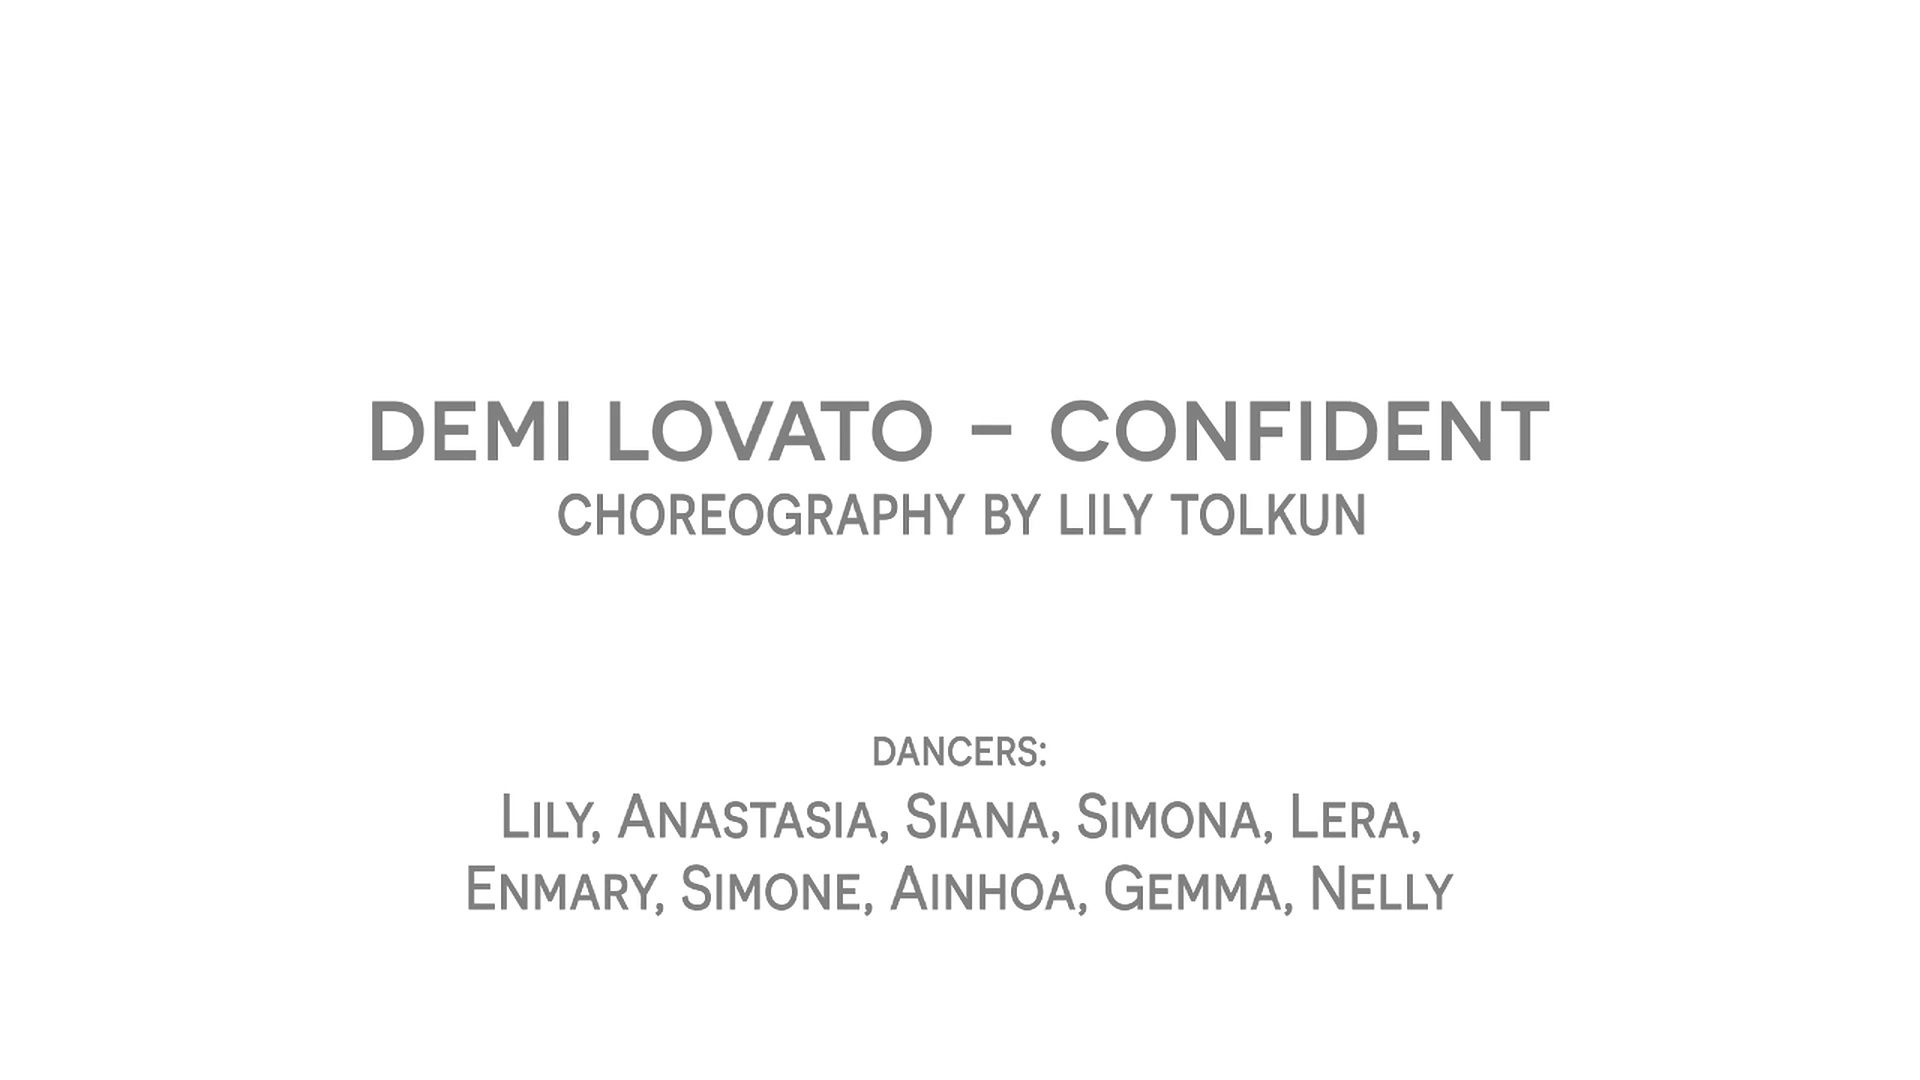 DEMI LOVATO – CONFIDENT
CHOREOGRAPHY BY LILY TOLKUN
DANCERS:
LILY, ANASTASIA, SIANA, SIMONA, LERA,
ENMARY, SIMONE, AINHOA, GEMMA, NELLY